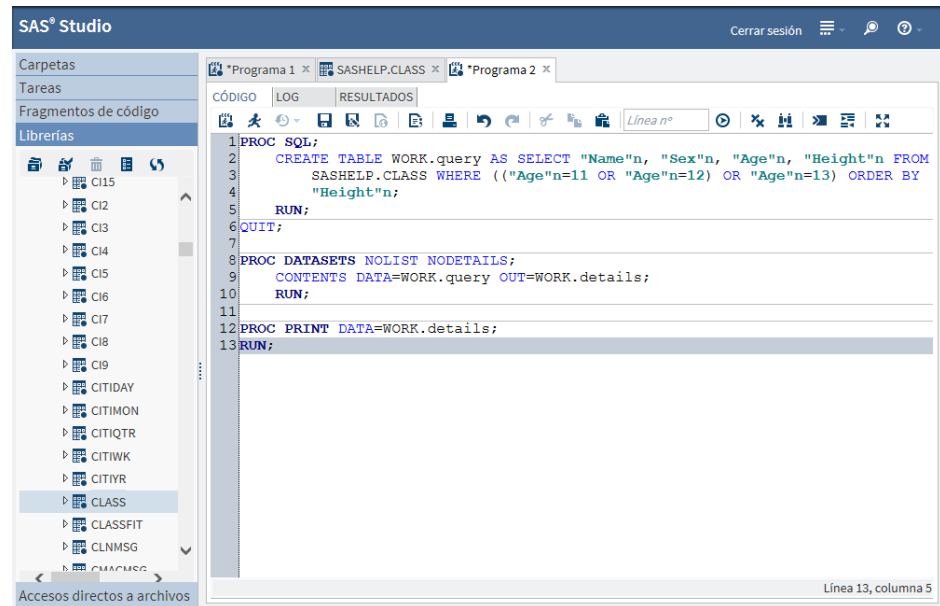 SAS® Studio
Cerrar sesión
Carpetas
Tareas
Fragmentos de código
Librerías
CI15
CI2
CI3
CI4
CI5
CI6
CI7
CI8
CI9
CITIDAY
CITIMON
CITIQTR
CITIWK
CITIYR
CLASS
CLASSFIT
CLNMSG
CMACMSG
Accesos directos a archivos
*Programa 1 × SASHELP.CLASS × *Programa 2 ×
CÓDIGO LOG RESULTADOS
Línea nº
1 PROC SQL;
2 CREATE TABLE WORK.query AS SELECT "Name"n, "Sex"n, "Age"n, "Height"n FROM
3 SASHELP.CLASS WHERE (("Age"n=11 OR "Age"n=12) OR "Age"n=13) ORDER BY
4 "Height"n;
5 RUN;
6 QUIT;
7
8 PROC DATASETS NOLIST NODETAILS;
9 CONTENTS DATA=WORK.query OUT=WORK.details;
10 RUN;
11
12 PROC PRINT DATA=WORK.details;
13 RUN;
Línea 13, columna 5